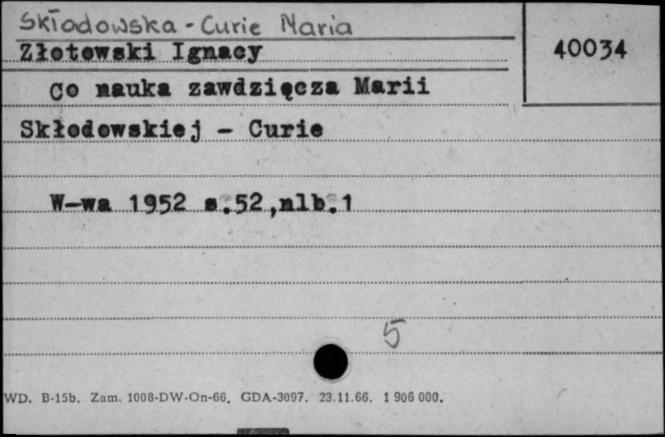 Skłodowska - Curie Maria
Złotowski Ignacy
40034
Co nauka zawdzięcza Marii
Skłodowskiej - Curie
W-wa 1952 s.52,nlb.1
5
WD. B-15b. Zam. 1008-DW-On-66. GDA-3097. 23.11.66. 1 906 000.